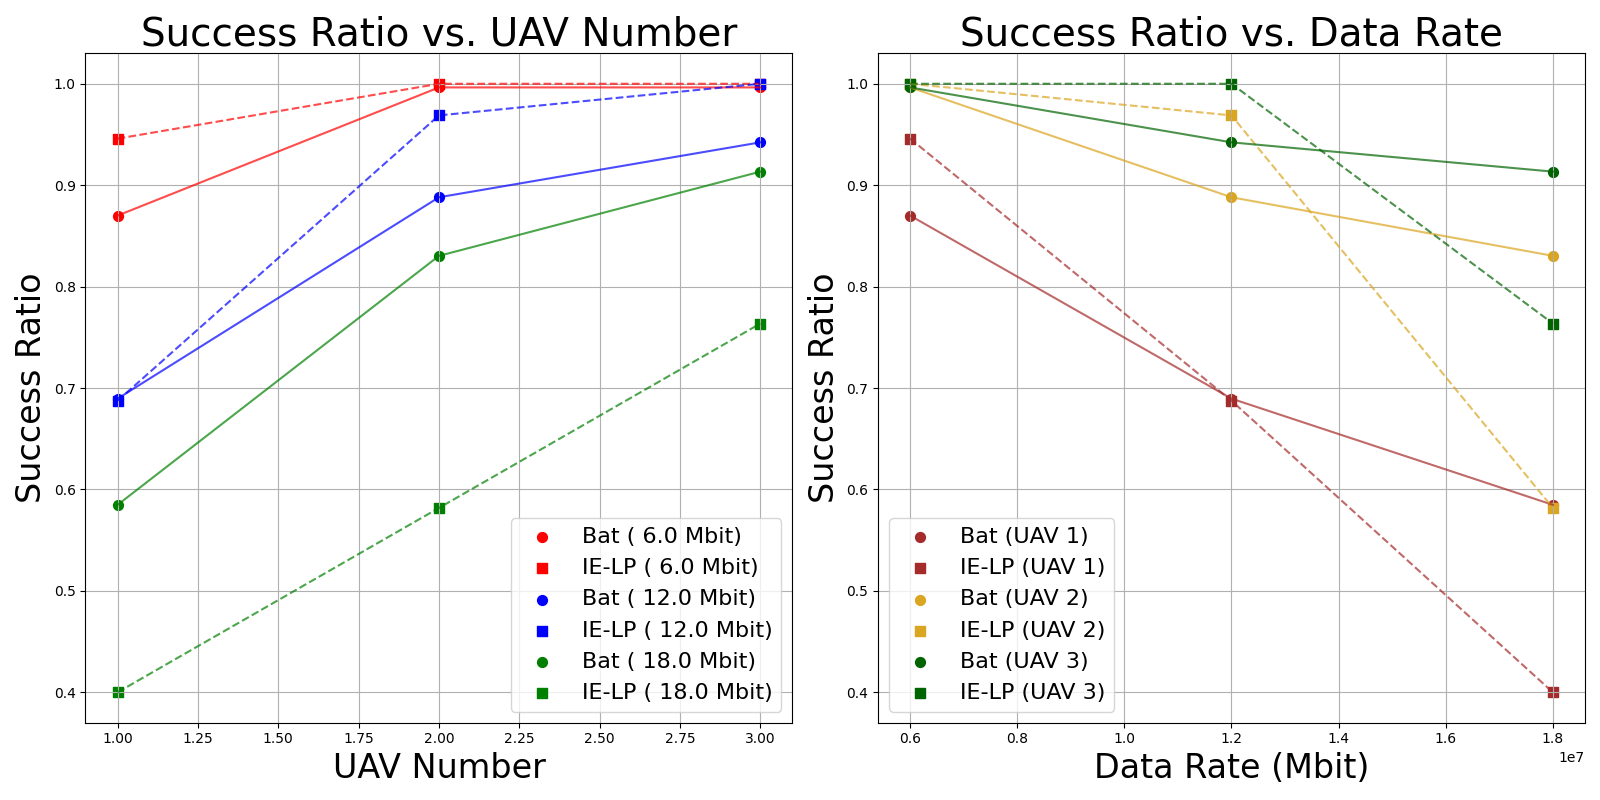 Success Ratio vs. UAV Number
Success Ratio
1.0
0.9
0.8
0.7
0.6
0.5
0.4
Bat ( 6.0 Mbit)
IE-LP ( 6.0 Mbit)
Bat ( 12.0 Mbit)
IE-LP ( 12.0 Mbit)
Bat ( 18.0 Mbit)
IE-LP ( 18.0 Mbit)
1.00 1.25 1.50 1.75 2.00 2.25 2.50 2.75 3.00
UAV Number
Success Ratio vs. Data Rate
Success Ratio
1.0
0.9
0.8
0.7
0.6
0.5
0.4
Bat (UAV 1)
IE-LP (UAV 1)
Bat (UAV 2)
IE-LP (UAV 2)
Bat (UAV 3)
IE-LP (UAV 3)
0.6 0.8 1.0 1.2 1.4 1.6 1.8
1e7
Data Rate (Mbit)